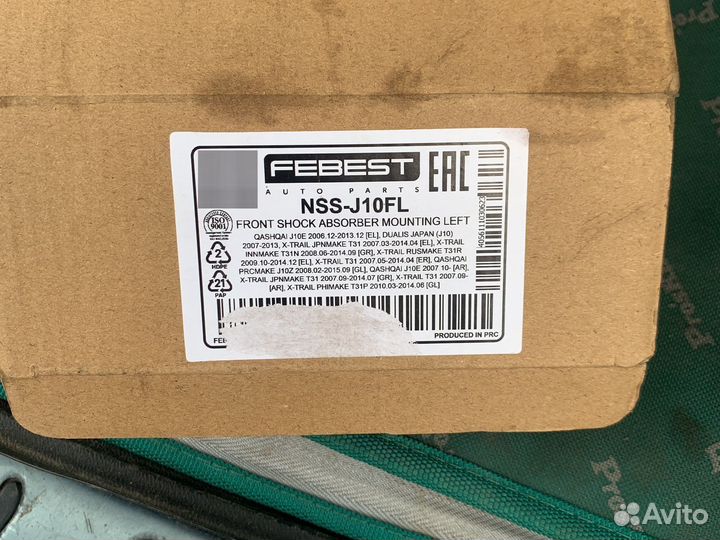 FEBEST
AUTO PARTS
EAC
NSS-J10FL
FRONT SHOCK ABSORBER MOUNTING LEFT
QASHQAI J10E 2006.12-2013.12 [EL], DUALIS JAPAN (J10)
2007-2013, X-TRAIL JPNMAKE T31 2007.03-2014.04 [EL], X-TRAIL
INNMAKE T31N 2008.06-2014.09 [GR], X-TRAIL RUSMAKE T31R
2009.10-2014.12 [EL], X-TRAIL T31 2007.05-2014.04 [ER], QASHQAI
PRCMAKE J10Z 2008.02-2015.09 [GL], QASHQAI J10E 2007 10- [AR],
X-TRAIL JPNMAKE T31 2007.09-2014.07 [GR], X-TRAIL T31 2007.09-
[AR], X-TRAIL PHIMAKE T31P 2010.03-2014.06 [GL]
ISO
9001
2
HDPE
21
PAP
PRODUCED IN PRC
Avito